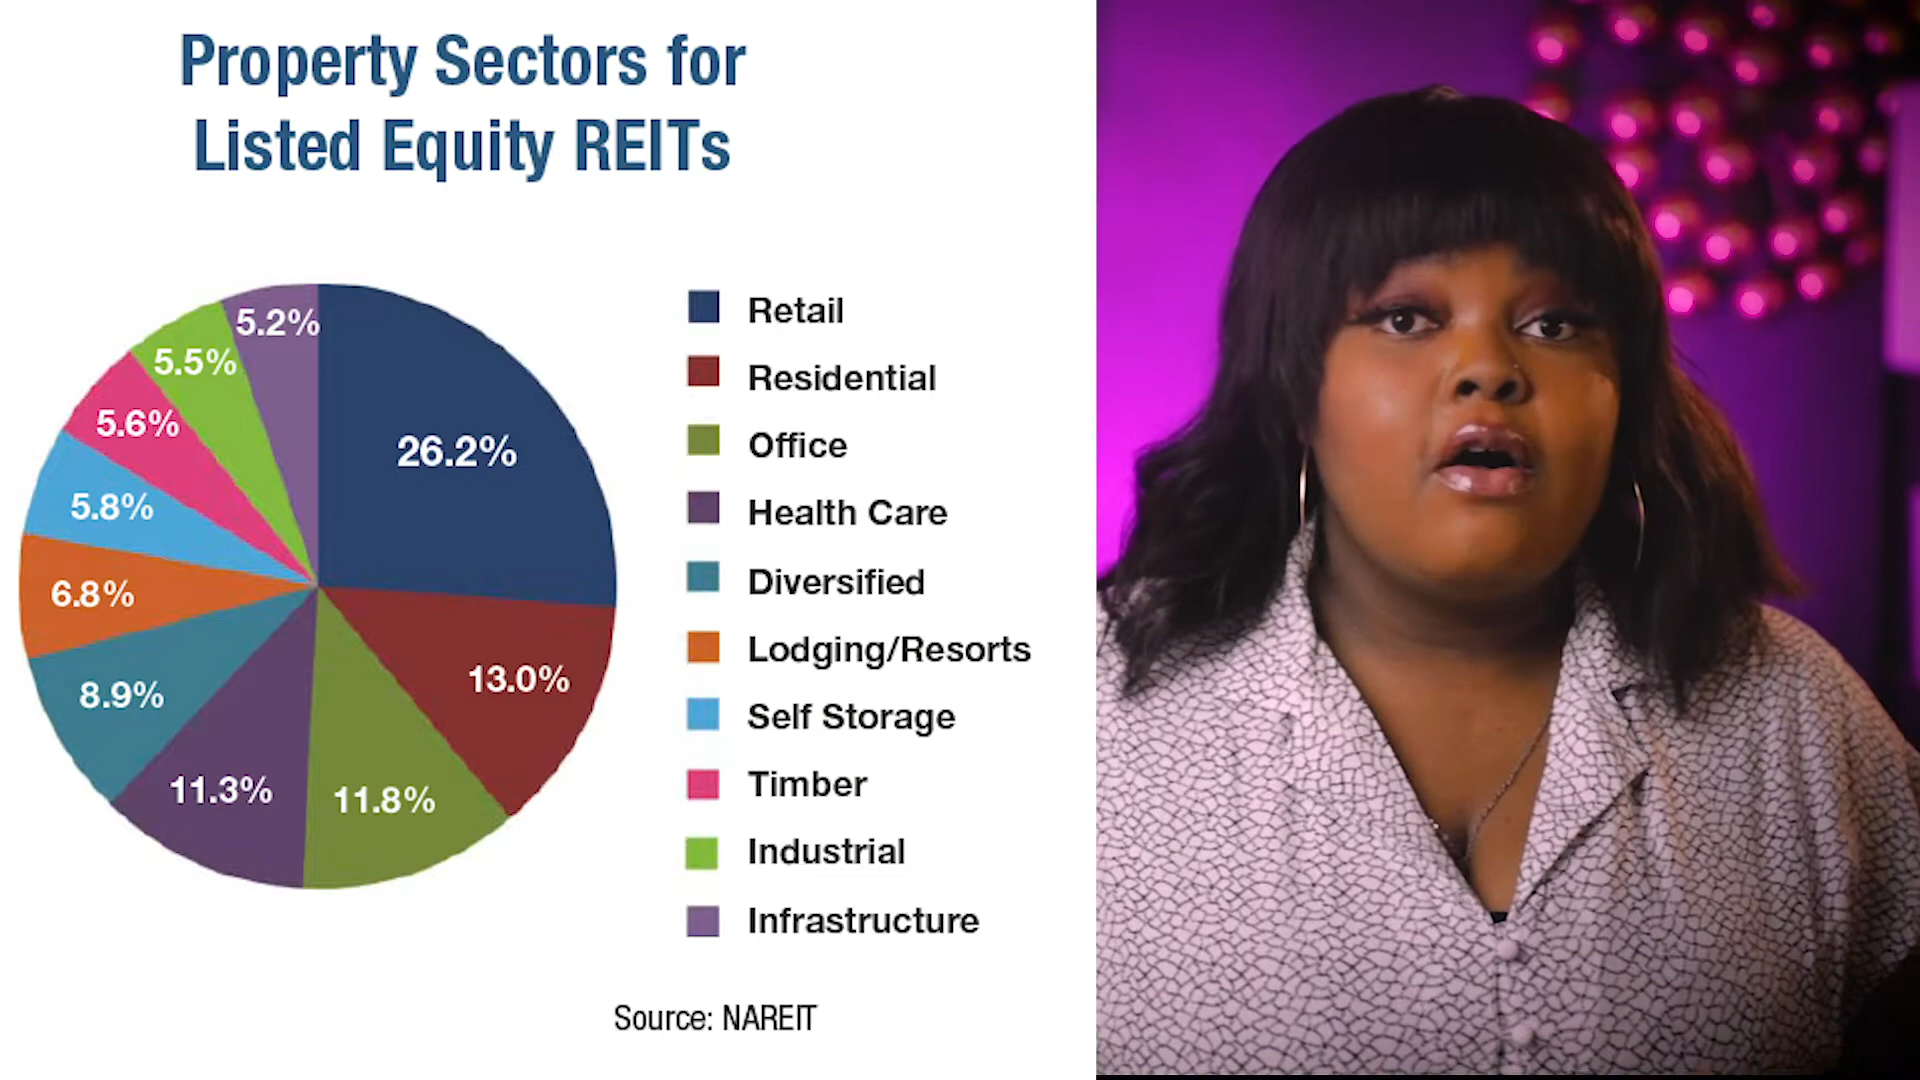 Property Sectors for
Listed Equity REITs
5.2%
5.5%
5.6%
26.2%
5.8%
6.8%
13.0%
8.9%
11.3%
11.8%
Retail
Residential
Office
Health Care
Diversified
Lodging/Resorts
Self Storage
Timber
Industrial
Infrastructure
Source: NAREIT